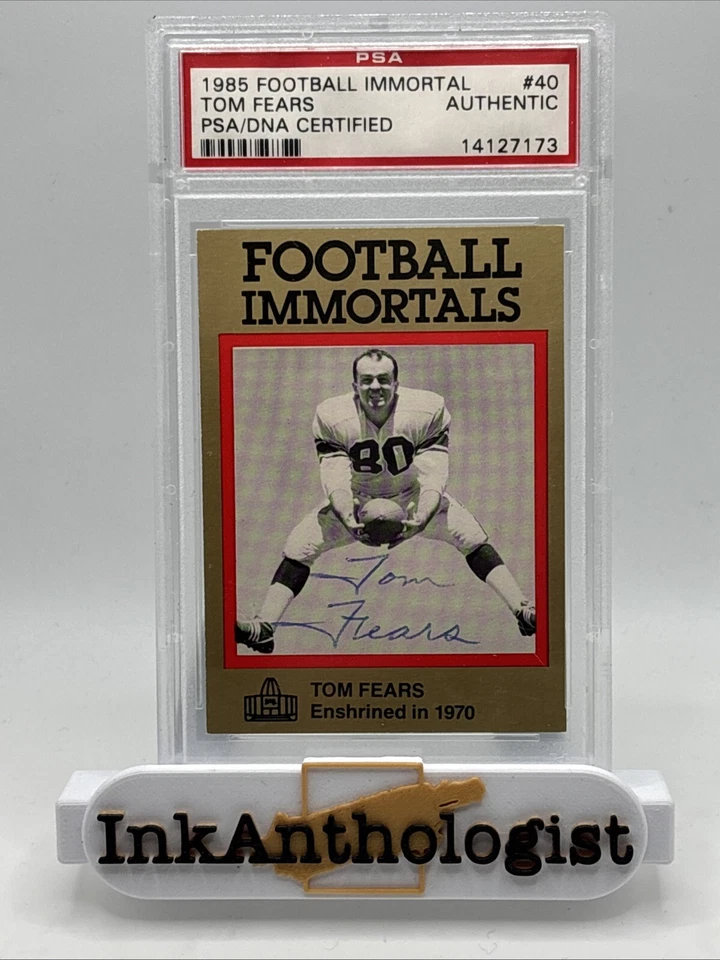 PSA
1985 FOOTBALL IMMORTAL #40
TOM FEARS AUTHENTIC
PSA/DNA CERTIFIED
14127173
FOOTBALL
IMMORTALS
80
Tom
Fears
TOM FEARS
Enshrined in 1970
InkAnthologist